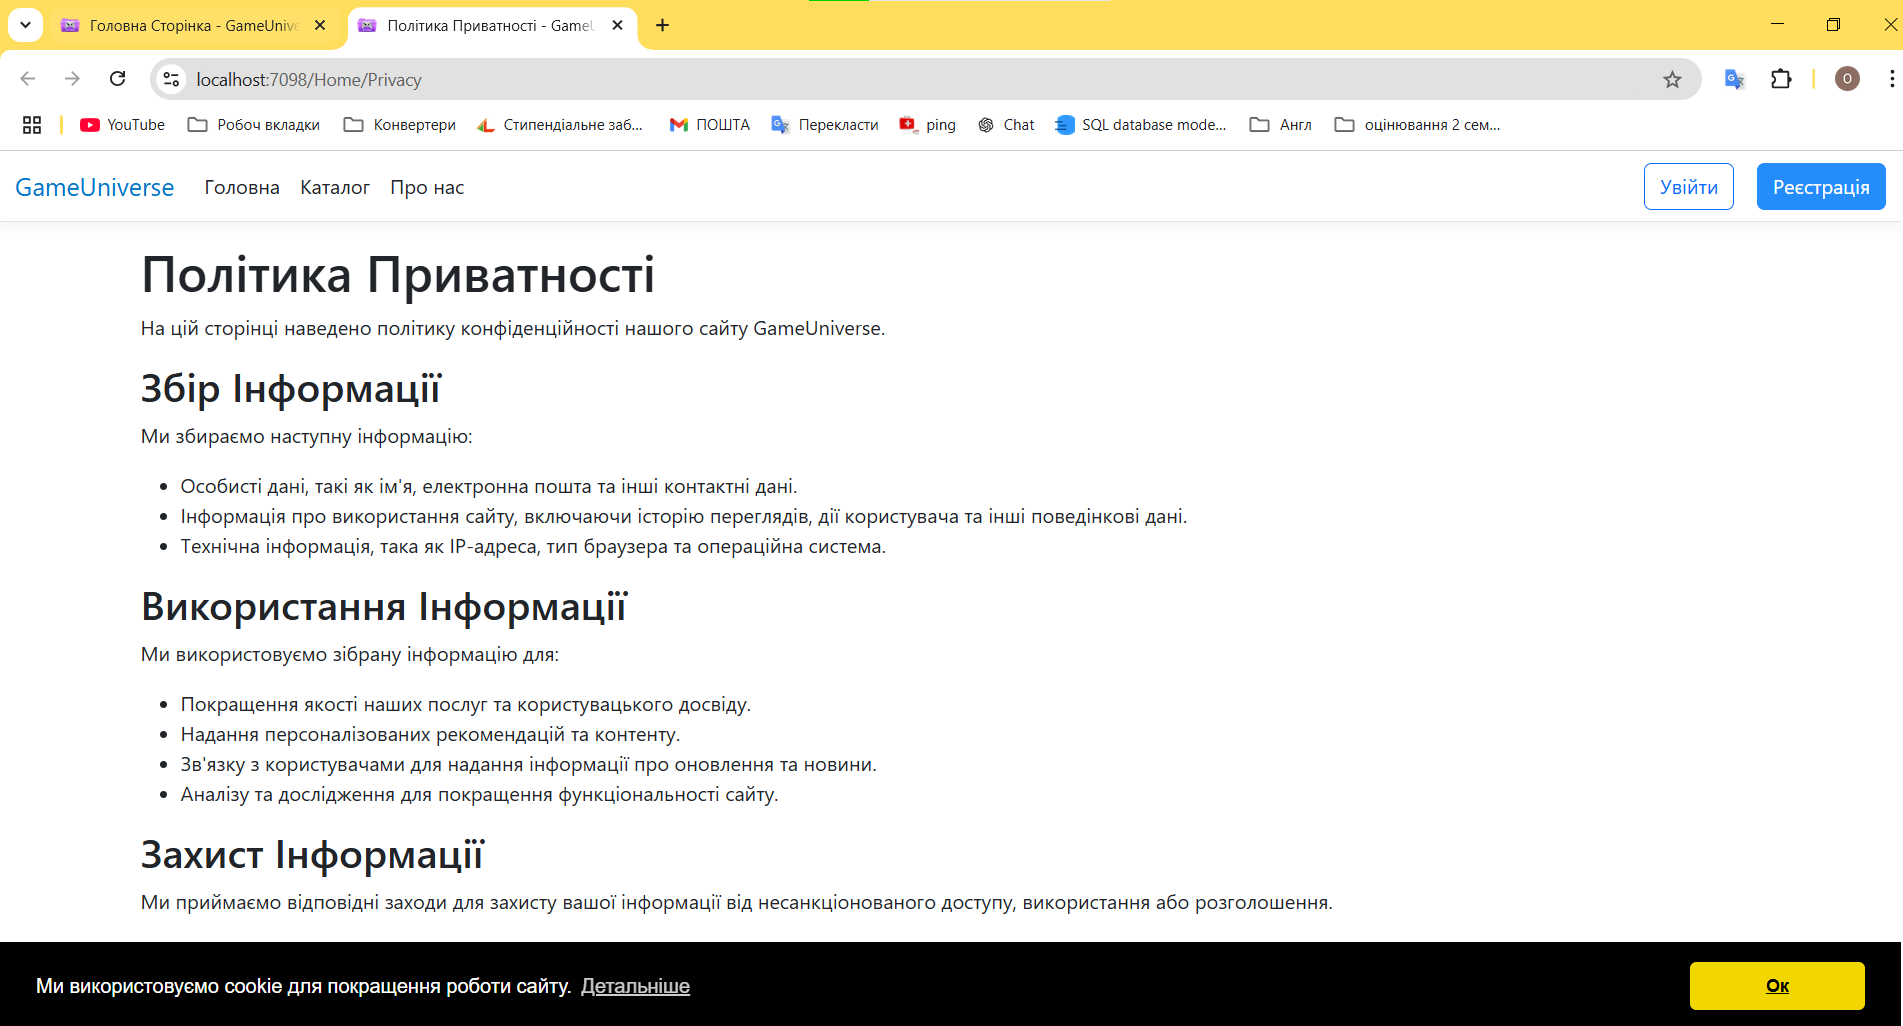 Головна Сторінка - GameUnive
Політика Приватності - GameU
localhost:7098/Home/Privacy
O
YouTube
Робоч вкладки
Конвертери
Стипендіальне заб...
ПОШТА
Перекласти
ping
Chat
SQL database mode...
Англ
оцінювання 2 сем...
GameUniverse
Головна
Каталог
Про нас
Увійти
Реєстрація
Політика Приватності
На цій сторінці наведено політику конфіденційності нашого сайту GameUniverse.
Збір Інформації
Ми збираємо наступну інформацію:
Особисті дані, такі як ім'я, електронна пошта та інші контактні дані.
Інформація про використання сайту, включаючи історію переглядів, дії користувача та інші поведінкові дані.
Технічна інформація, така як IP-адреса, тип браузера та операційна система.
Використання Інформації
Ми використовуємо зібрану інформацію для:
Покращення якості наших послуг та користувацького досвіду.
Надання персоналізованих рекомендацій та контенту.
Зв'язку з користувачами для надання інформації про оновлення та новини.
Аналізу та дослідження для покращення функціональності сайту.
Захист Інформації
Ми приймаємо відповідні заходи для захисту вашої інформації від несанкціонованого доступу, використання або розголошення.
Ми використовуємо cookie для покращення роботи сайту. Детальніше
Ок